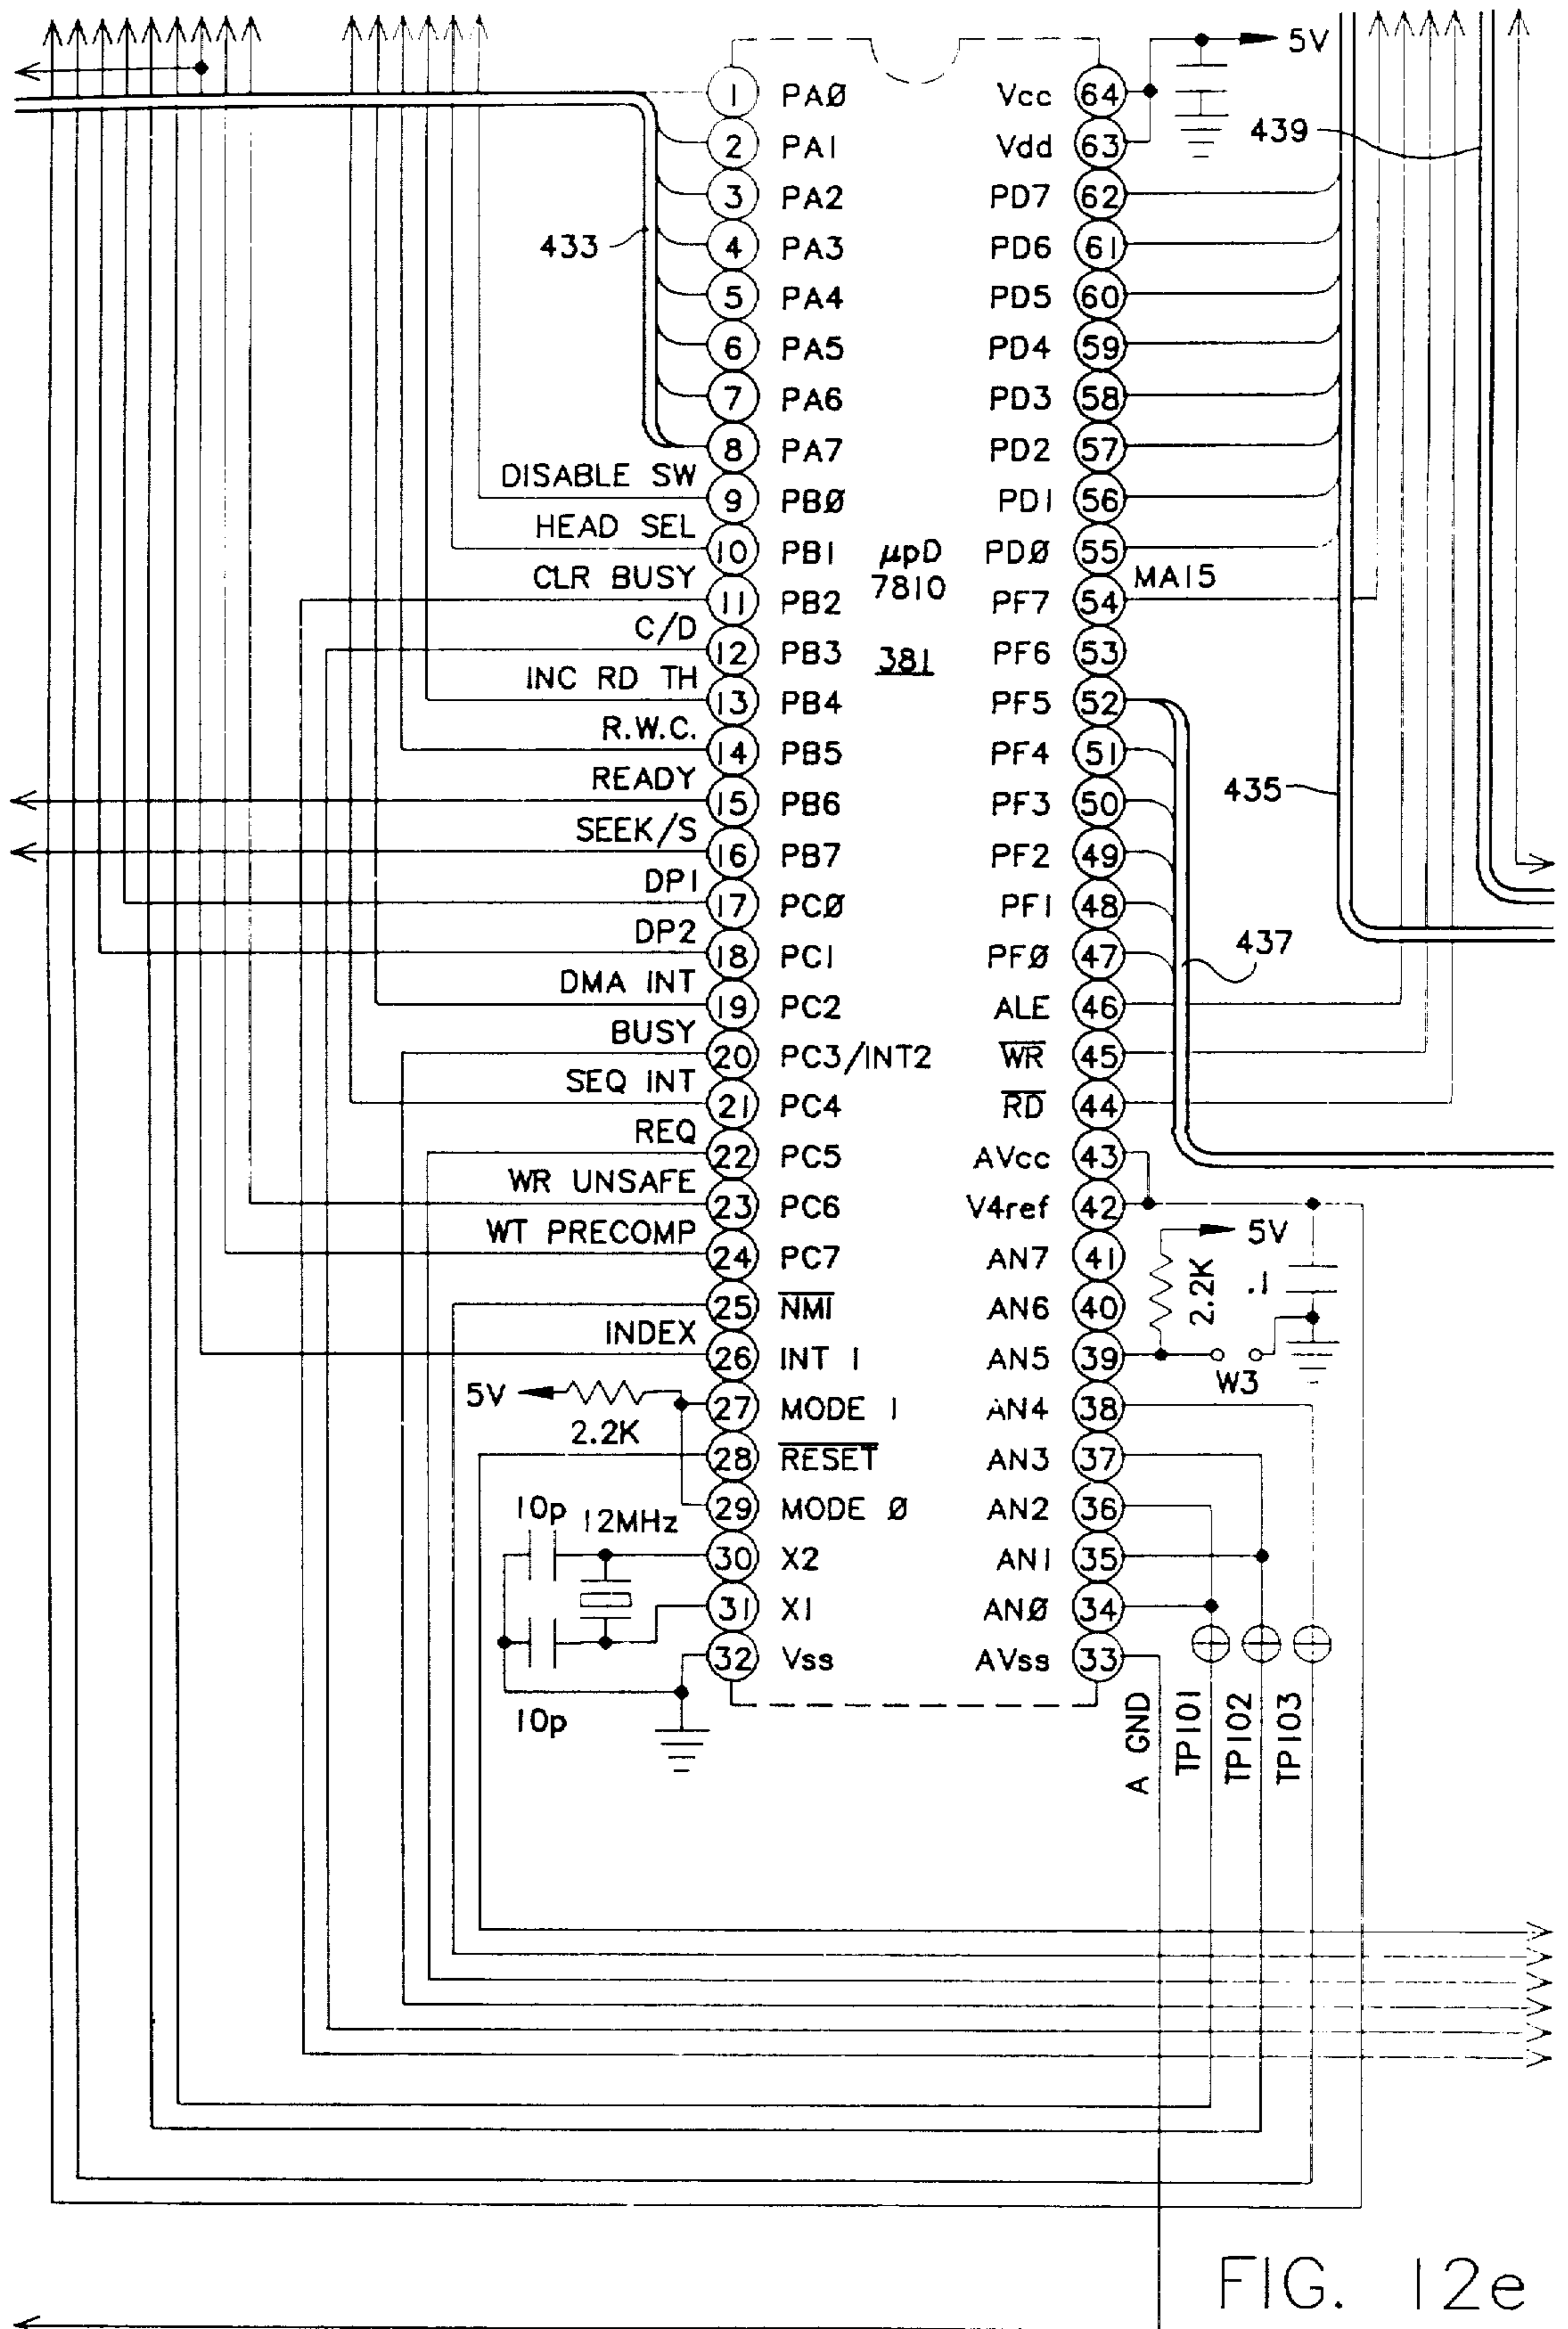 5V
1 PAØ Vcc 64
439
2 PA1 Vdd 63
3 PA2 PD7 62
433
4 PA3 PD6 61
5 PA4 PD5 60
6 PA5 PD4 59
7 PA6 PD3 58
8 PA7 PD2 57
DISABLE SW
9 PBØ PD1 56
HEAD SEL
10 PB1 μpD PDØ 55
CLR BUSY
7810
MA15
11 PB2 PF7 54
C/D
12 PB3 381 PF6 53
INC RD TH
13 PB4 PF5 52
R.W.C.
14 PB5 PF4 51
READY
435
15 PB6 PF3 50
SEEK/S
16 PB7 PF2 49
DP1
17 PCØ PF1 48
DP2
437
18 PC1 PFØ 47
DMA INT
19 PC2 ALE 46
BUSY
20 PC3/INT2 WR 45
SEQ INT
21 PC4 RD 44
REQ
22 PC5 AVcc 43
WR UNSAFE
23 PC6 V4ref 42
WT PRECOMP
5V
24 PC7 AN7 41
2.2K
.1
25 NMI AN6 40
INDEX
26 INT 1 AN5 39
W3
5V
27 MODE 1 AN4 38
2.2K
28 RESET AN3 37
10p
12MHz
29 MODE Ø AN2 36
30 X2 AN1 35
31 X1 ANØ 34
32 Vss AVss 33
10p
A GND
TP101
TP102
TP103
FIG. 12e